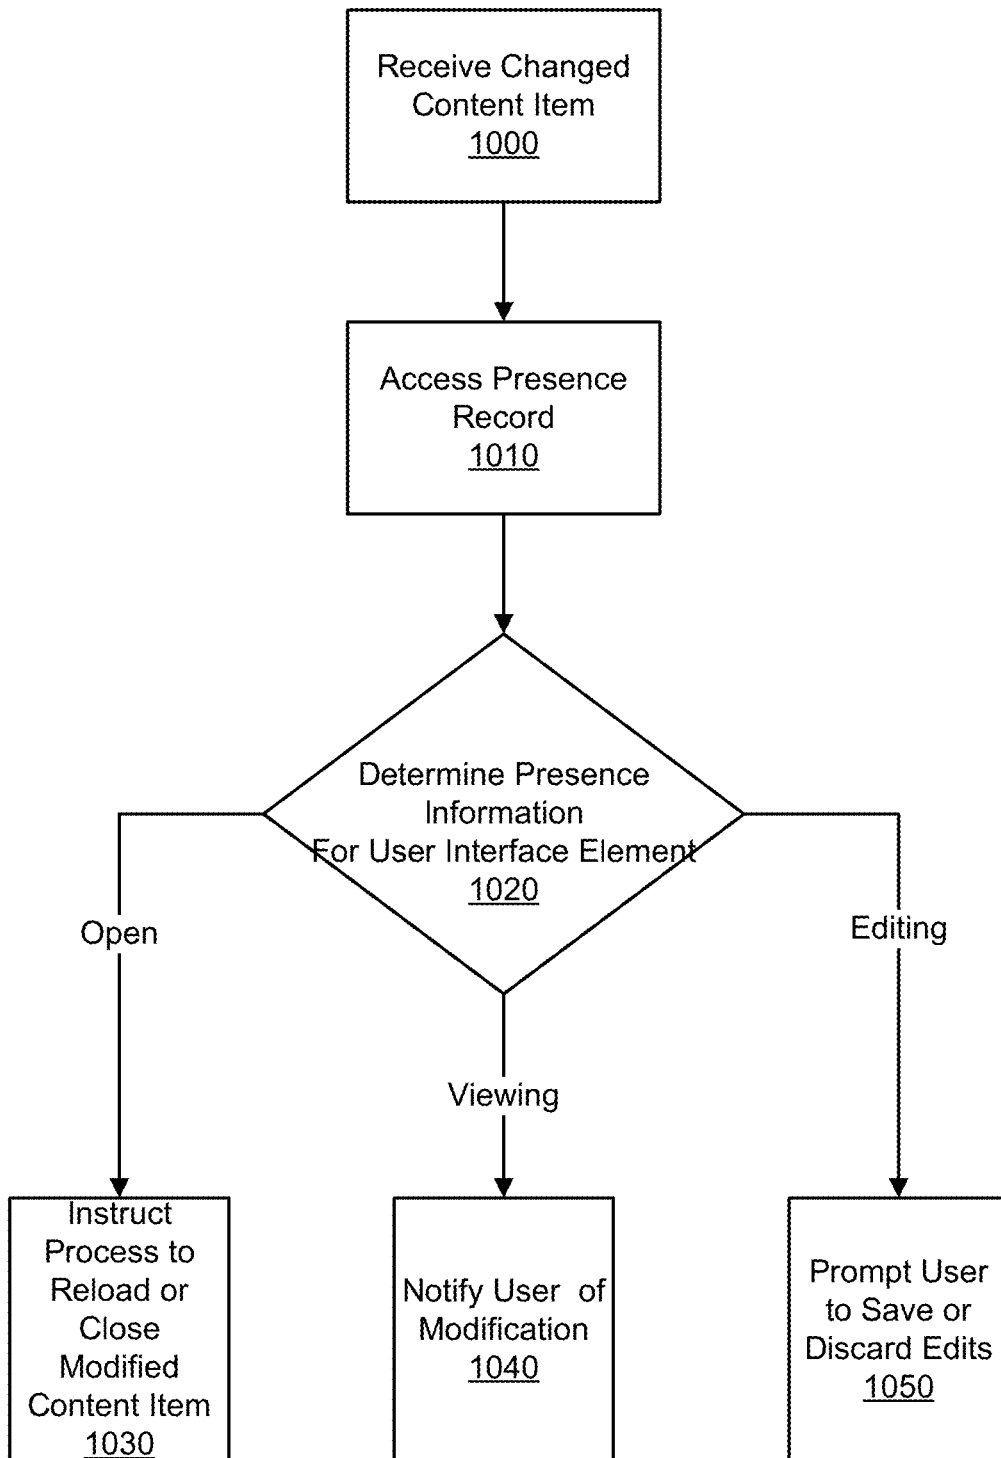 Receive Changed
Content Item
1000
Access Presence
Record
1010
Determine Presence
Information
For User Interface Element
1020
Open
Viewing
Editing
Instruct
Process to
Reload or
Close
Modified
Content Item
1030
Notify User of
Modification
1040
Prompt User
to Save or
Discard Edits
1050